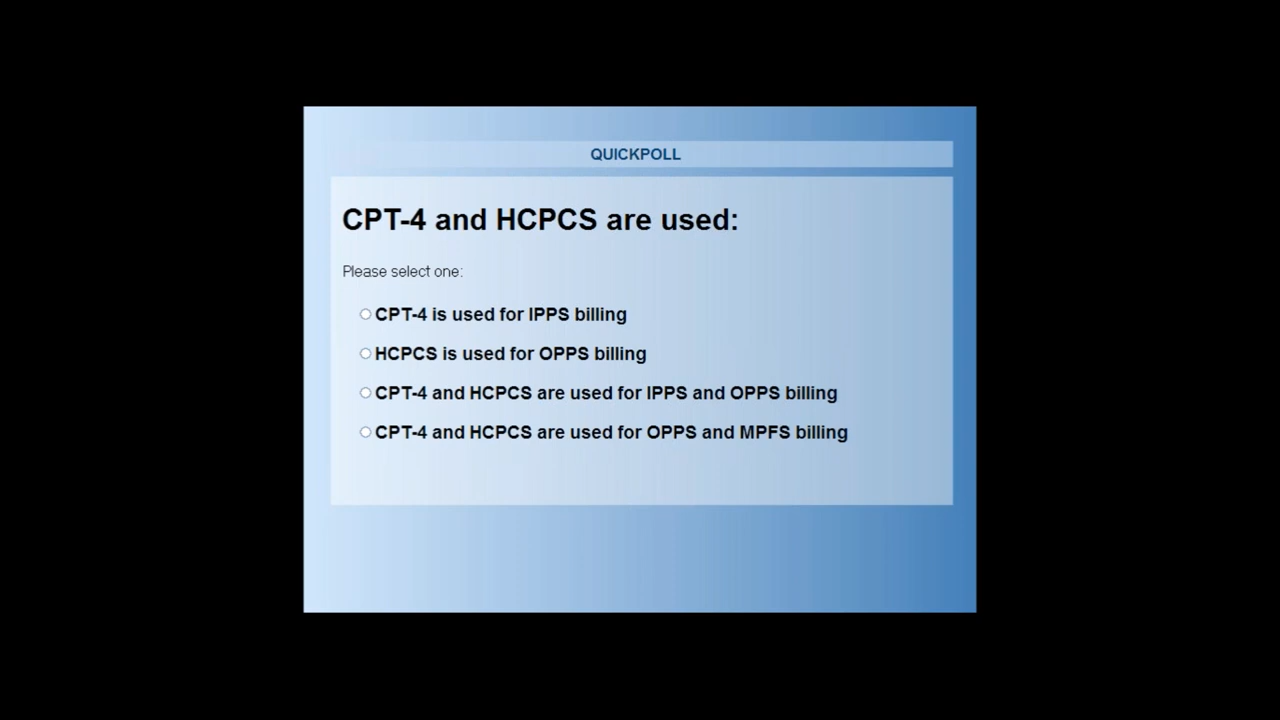 QUICKPOLL
CPT-4 and HCPCS are used:
Please select one:
CPT-4 is used for IPPS billing
HCPCS is used for OPPS billing
CPT-4 and HCPCS are used for IPPS and OPPS billing
CPT-4 and HCPCS are used for OPPS and MPFS billing